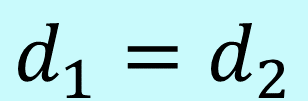 d₁ = d₂